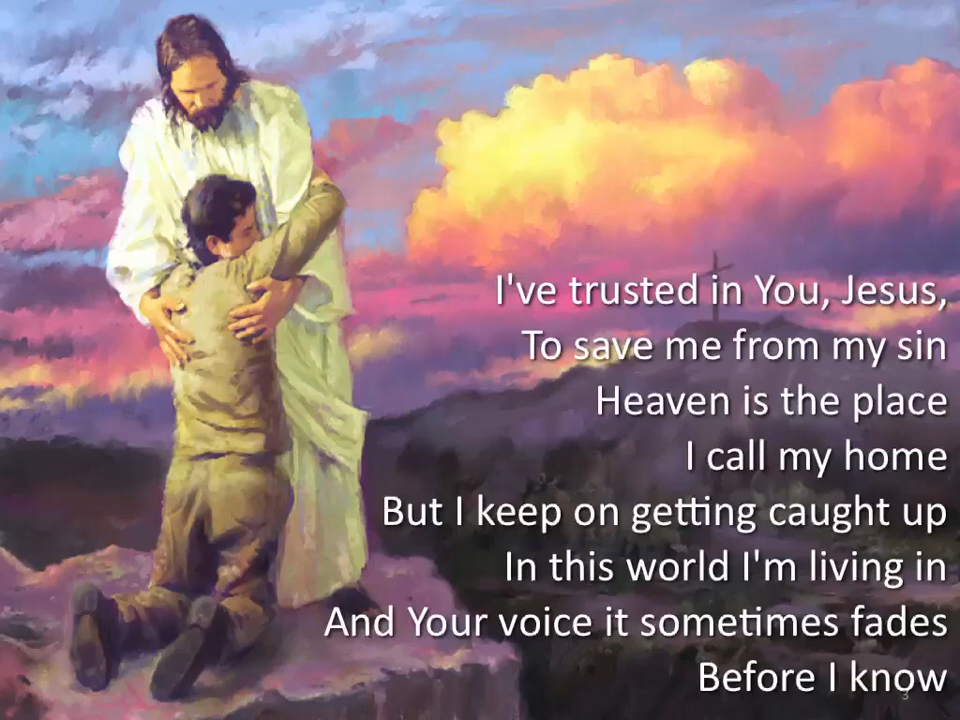 I've trusted in You, Jesus,
To save me from my sin
Heaven is the place
I call my home
But I keep on getting caught up
In this world I'm living in
And Your voice it sometimes fades
Before I know
3